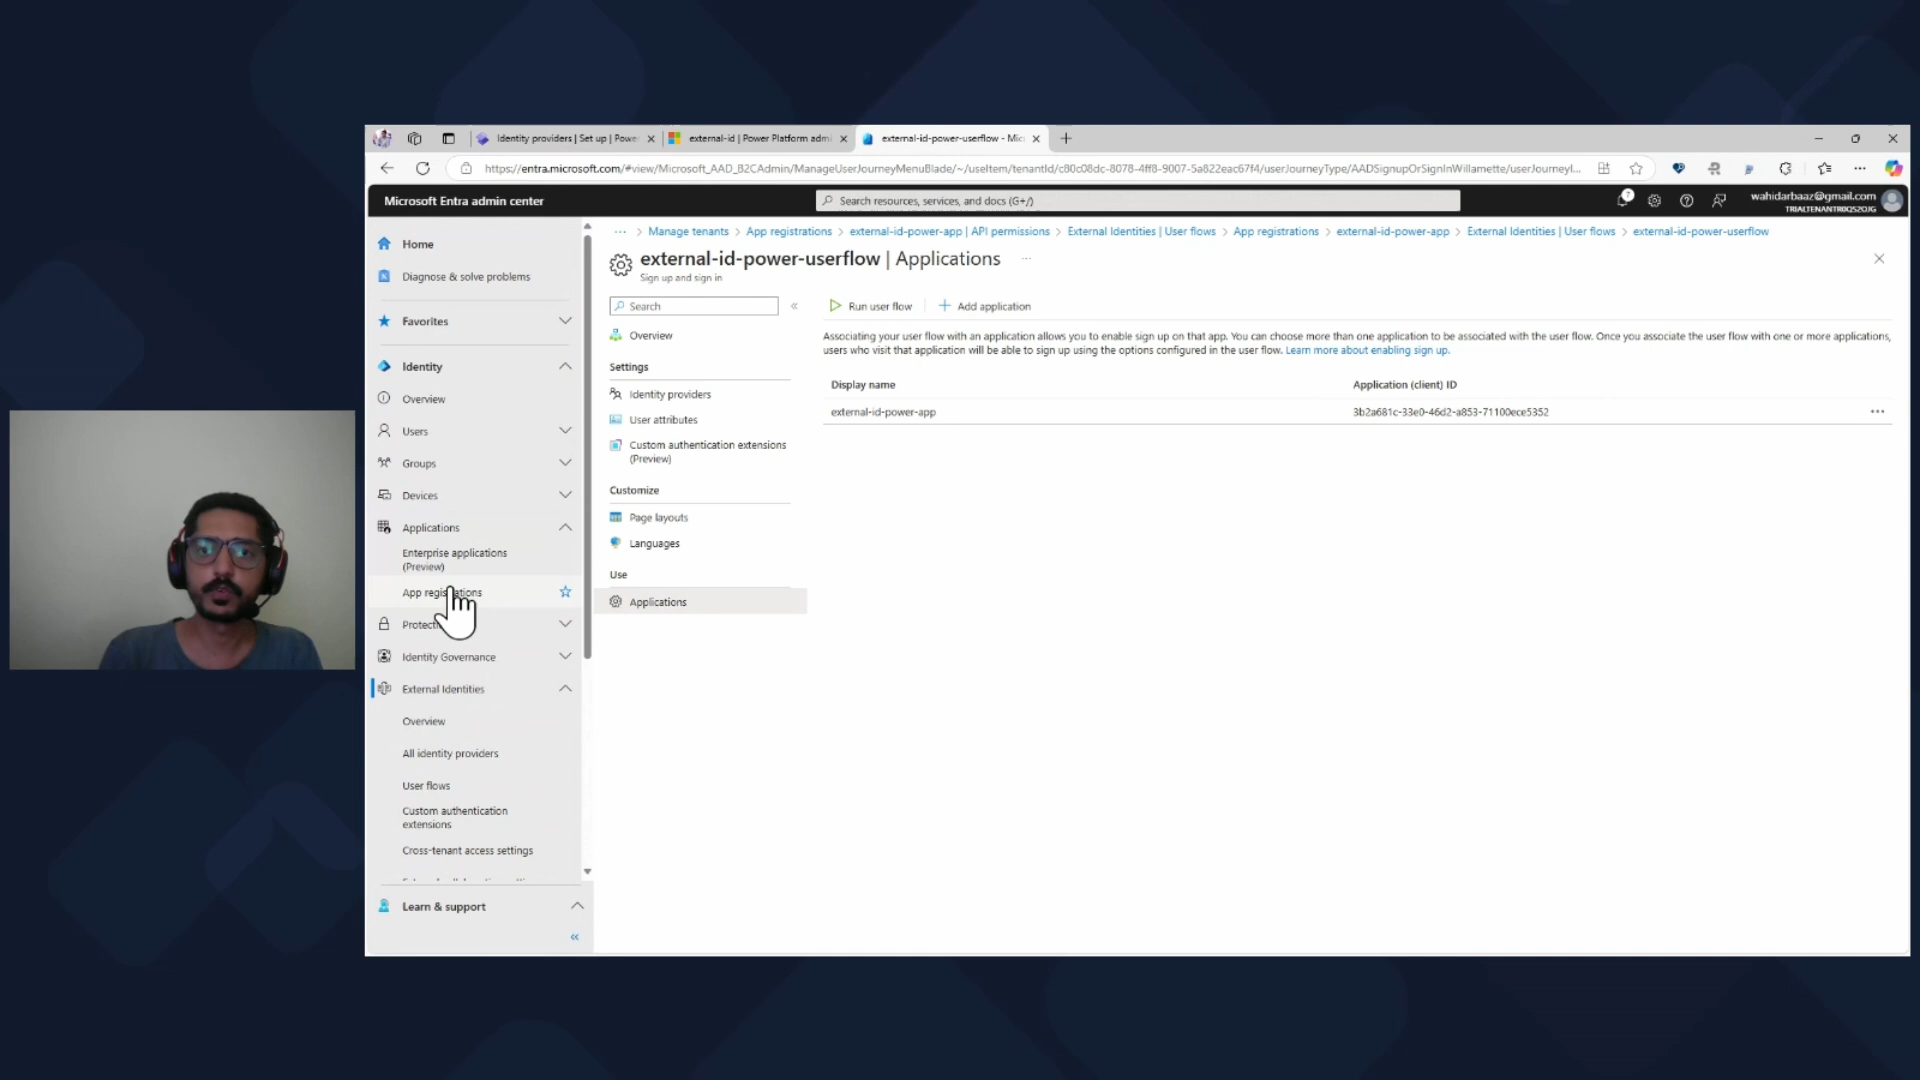 Identity providers | Set up | Power
external-id | Power Platform admi
external-id-power-userflow - Mic
https://entra.microsoft.com/#view/Microsoft_AAD_B2CAdmin/ManageUserJourneyMenuBlade/~/useItem/tenantId/c80c08dc-8078-4ff8-9007-5a822eac67f4/userJourneyType/AADSignupOrSignInWillamette/userJourneyI...
Microsoft Entra admin center
Search resources, services, and docs (G+/)
wahidarbaaz@gmail.com
Home
Diagnose & solve problems
Favorites
Identity
Overview
Users
Groups
Devices
Applications
Enterprise applications
(Preview)
App registrations
Identity Governance
External Identities
Overview
All identity providers
User flows
Custom authentication
extensions
Cross-tenant access settings
Learn & support
... > Manage tenants > App registrations > external-id-power-app | API permissions > External Identities | User flows > App registrations > external-id-power-app > External Identities | User flows > external-id-power-userflow
external-id-power-userflow | Applications ...
Sign up and sign in
Search
Overview
Settings
Identity providers
User attributes
Custom authentication extensions
(Preview)
Customize
Page layouts
Languages
Use
Applications
Run user flow
Add application
Associating your user flow with an application allows you to enable sign up on that app. You can choose more than one application to be associated with the user flow. Once you associate the user flow with one or more applications,
users who visit that application will be able to sign up using the options configured in the user flow. Learn more about enabling sign up.
Display name Application (client) ID
external-id-power-app 3b2a681c-33e0-46d2-a853-71100ece5352